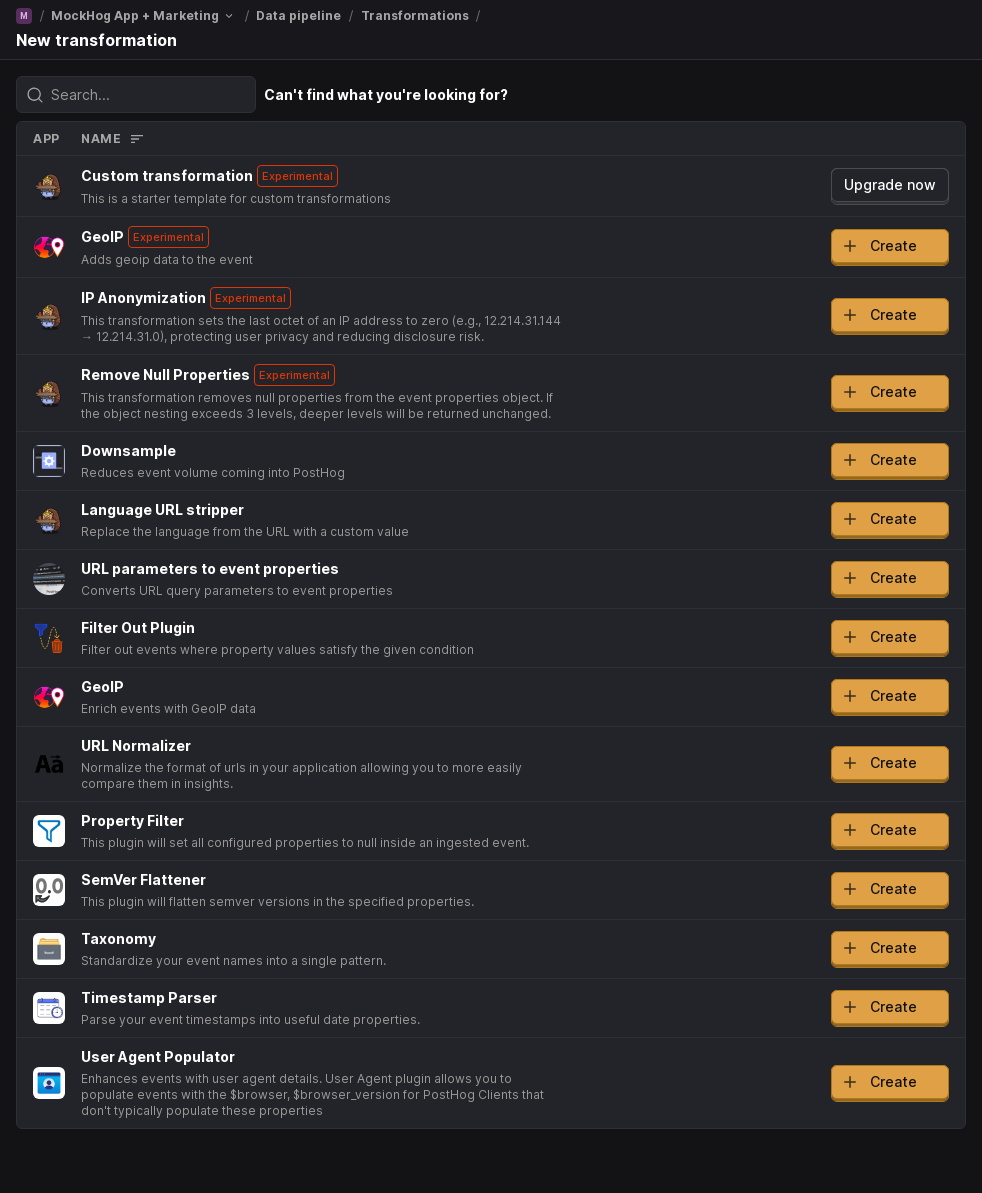 M / MockHog App + Marketing / Data pipeline / Transformations /
New transformation
Search...
Can't find what you're looking for?
APP NAME
Custom transformation Experimental
This is a starter template for custom transformations
Upgrade now
GeoIP Experimental
Adds geoip data to the event
Create
IP Anonymization Experimental
This transformation sets the last octet of an IP address to zero (e.g., 12.214.31.144
→ 12.214.31.0), protecting user privacy and reducing disclosure risk.
Create
Remove Null Properties Experimental
This transformation removes null properties from the event properties object. If
the object nesting exceeds 3 levels, deeper levels will be returned unchanged.
Create
Downsample
Reduces event volume coming into PostHog
Create
Language URL stripper
Replace the language from the URL with a custom value
Create
URL parameters to event properties
Converts URL query parameters to event properties
Create
Filter Out Plugin
Filter out events where property values satisfy the given condition
Create
GeoIP
Enrich events with GeoIP data
Create
URL Normalizer
Normalize the format of urls in your application allowing you to more easily
compare them in insights.
Create
Property Filter
This plugin will set all configured properties to null inside an ingested event.
Create
SemVer Flattener
This plugin will flatten semver versions in the specified properties.
Create
Taxonomy
Standardize your event names into a single pattern.
Create
Timestamp Parser
Parse your event timestamps into useful date properties.
Create
User Agent Populator
Enhances events with user agent details. User Agent plugin allows you to
populate events with the $browser, $browser_version for PostHog Clients that
don't typically populate these properties
Create